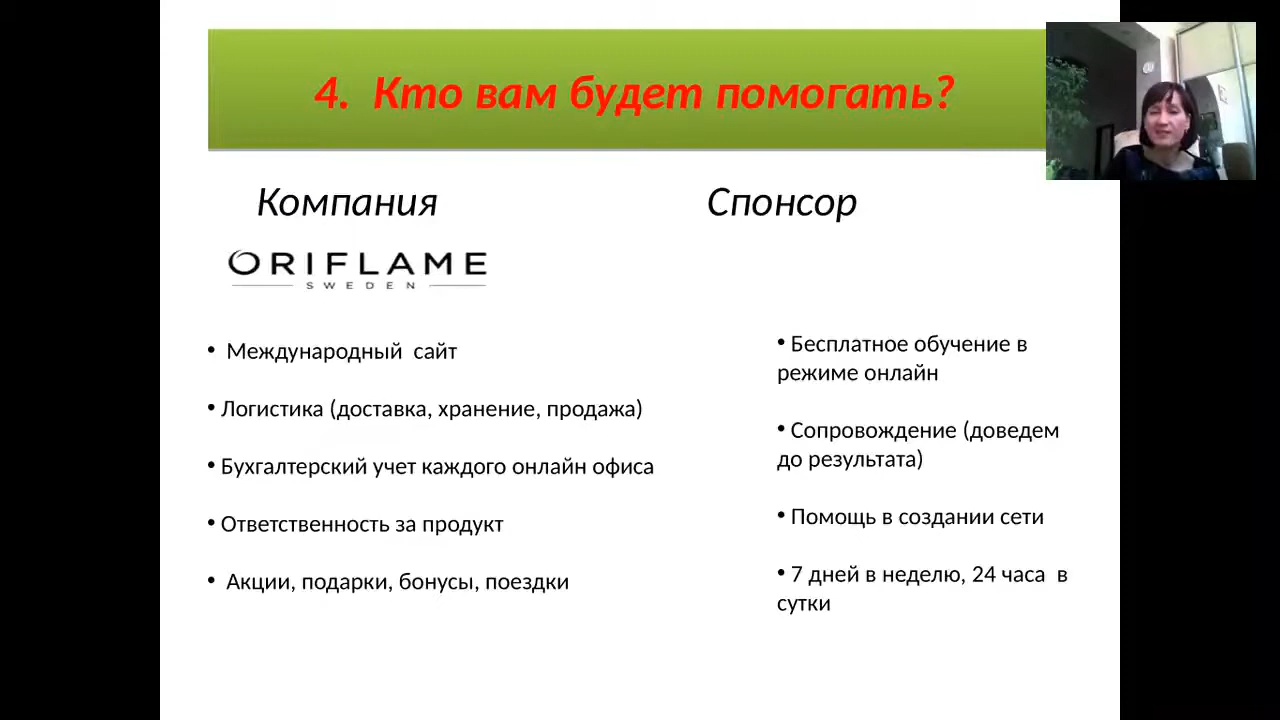 4. Кто вам будет помогать?
Компания
ORIFLAME
SWEDEN
• Международный сайт
• Логистика (доставка, хранение, продажа)
• Бухгалтерский учет каждого онлайн офиса
• Ответственность за продукт
• Акции, подарки, бонусы, поездки
Спонсор
• Бесплатное обучение в
режиме онлайн
• Сопровождение (доведем
до результата)
• Помощь в создании сети
• 7 дней в неделю, 24 часа в
сутки